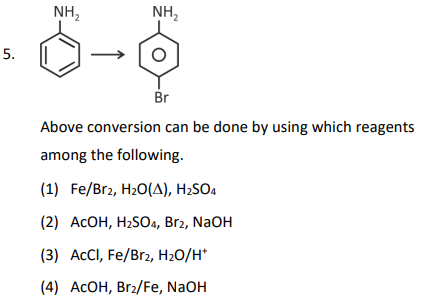 NH₂ NH₂
5.
Br
Above conversion can be done by using which reagents
among the following.
(1) Fe/Br₂, H₂O(Δ), H₂SO₄
(2) AcOH, H₂SO₄, Br₂, NaOH
(3) AcCl, Fe/Br₂, H₂O/H⁺
(4) AcOH, Br₂/Fe, NaOH